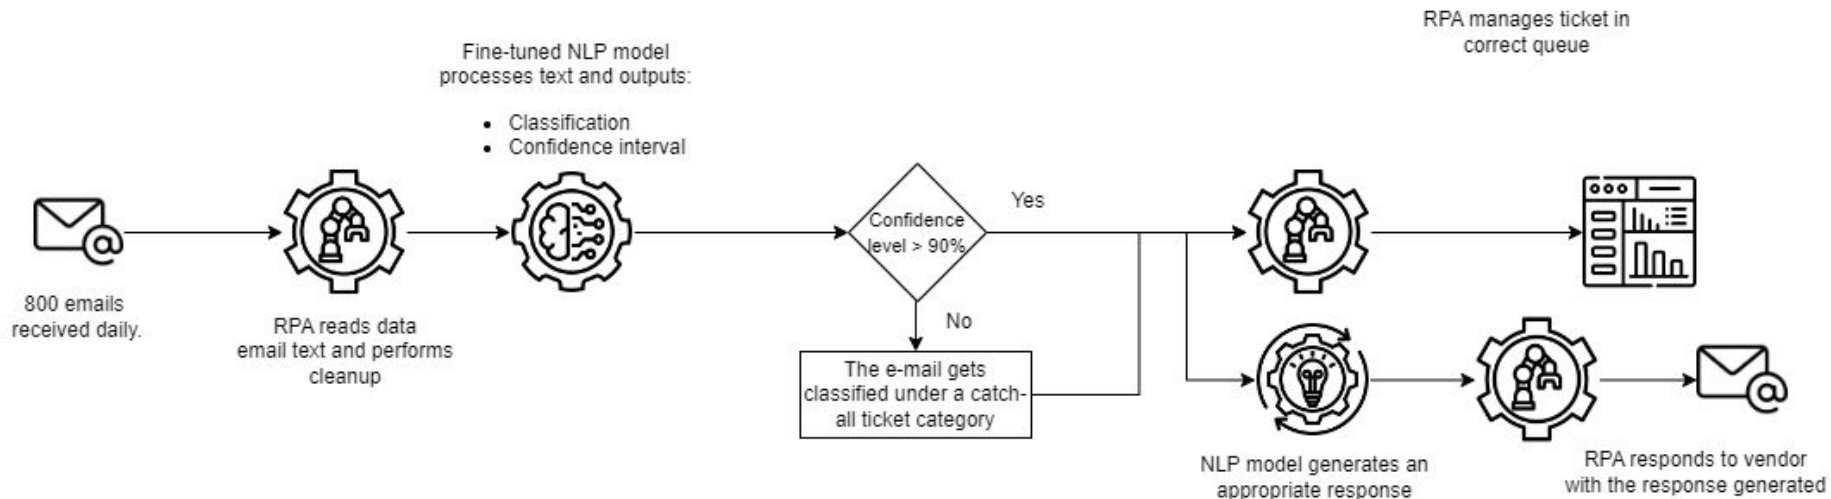 RPA manages ticket in
correct queue
Fine-tuned NLP model
processes text and outputs:
• Classification
• Confidence interval
800 emails
received daily.
RPA reads data
email text and performs
cleanup
Confidence
level > 90%
Yes
No
The e-mail gets
classified under a catch-
all ticket category
NLP model generates an
appropriate response
RPA responds to vendor
with the response generated